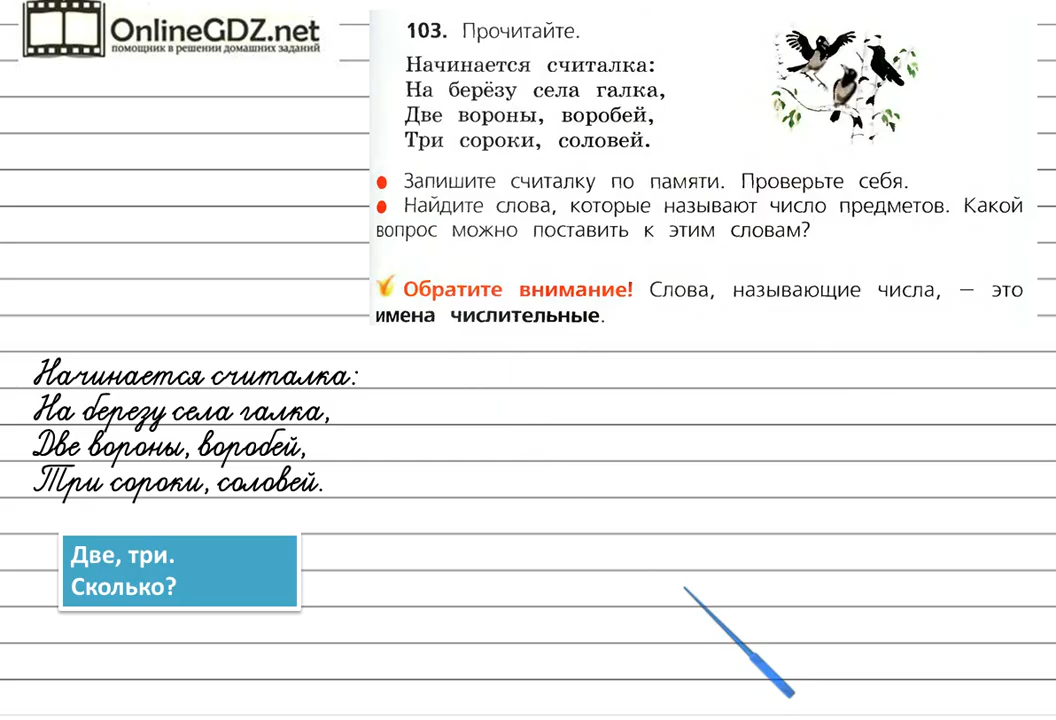 OnlineGDZ.net
помощник в решении домашних заданий
103. Прочитайте.
Начинается считалка:
На берёзу села галка,
Две вороны, воробей,
Три сороки, соловей.
Запишите считалку по памяти. Проверьте себя.
Найдите слова, которые называют число предметов. Какой
вопрос можно поставить к этим словам?
Обратите внимание! Слова, называющие числа, — это
имена числительные.
Начинается считалка:
На березу села галка,
Две вороны, воробей,
Три сороки, соловей.
Две, три.
Сколько?